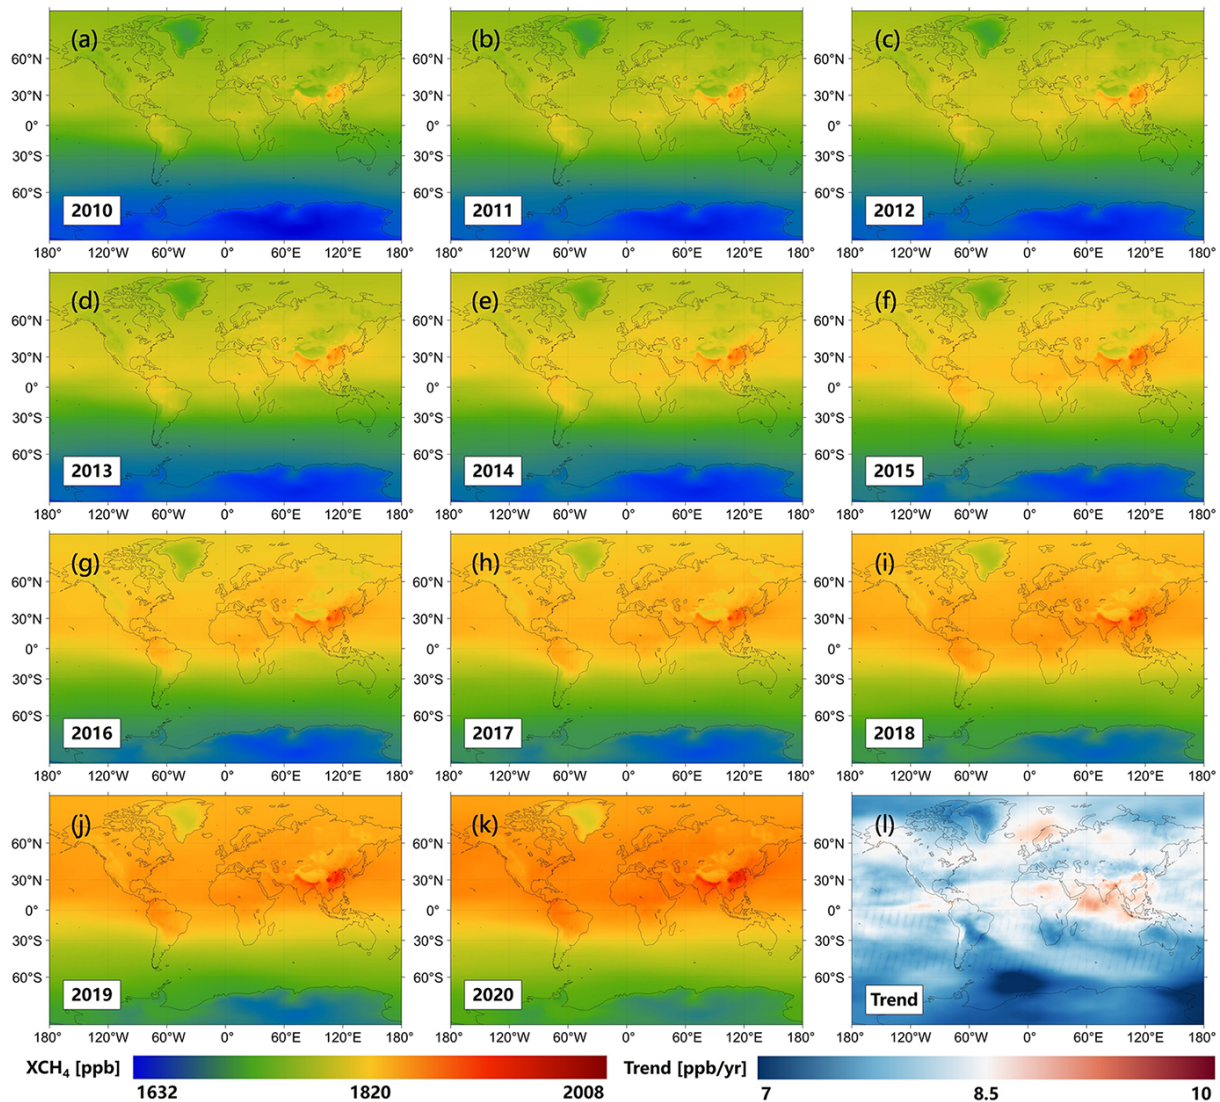 (a) (b) (c)
60°N 60°N 60°N
30°N 30°N 30°N
0° 0° 0°
30°S 30°S 30°S
60°S 60°S 60°S
2010 2011 2012
180° 120°W 60°W 0° 60°E 120°E 180° 180° 120°W 60°W 0° 60°E 120°E 180° 180° 120°W 60°W 0° 60°E 120°E 180°
(d) (e) (f)
60°N 60°N 60°N
30°N 30°N 30°N
0° 0° 0°
30°S 30°S 30°S
60°S 60°S 60°S
2013 2014 2015
180° 120°W 60°W 0° 60°E 120°E 180° 180° 120°W 60°W 0° 60°E 120°E 180° 180° 120°W 60°W 0° 60°E 120°E 180°
(g) (h) (i)
60°N 60°N 60°N
30°N 30°N 30°N
0° 0° 0°
30°S 30°S 30°S
60°S 60°S 60°S
2016 2017 2018
180° 120°W 60°W 0° 60°E 120°E 180° 180° 120°W 60°W 0° 60°E 120°E 180° 180° 120°W 60°W 0° 60°E 120°E 180°
(j) (k) (l)
60°N 60°N 60°N
30°N 30°N 30°N
0° 0° 0°
30°S 30°S 30°S
60°S 60°S 60°S
2019 2020 Trend
180° 120°W 60°W 0° 60°E 120°E 180° 180° 120°W 60°W 0° 60°E 120°E 180° 180° 120°W 60°W 0° 60°E 120°E 180°
XCH₄ [ppb] Trend [ppb/yr]
1632 1820 2008 7 8.5 10